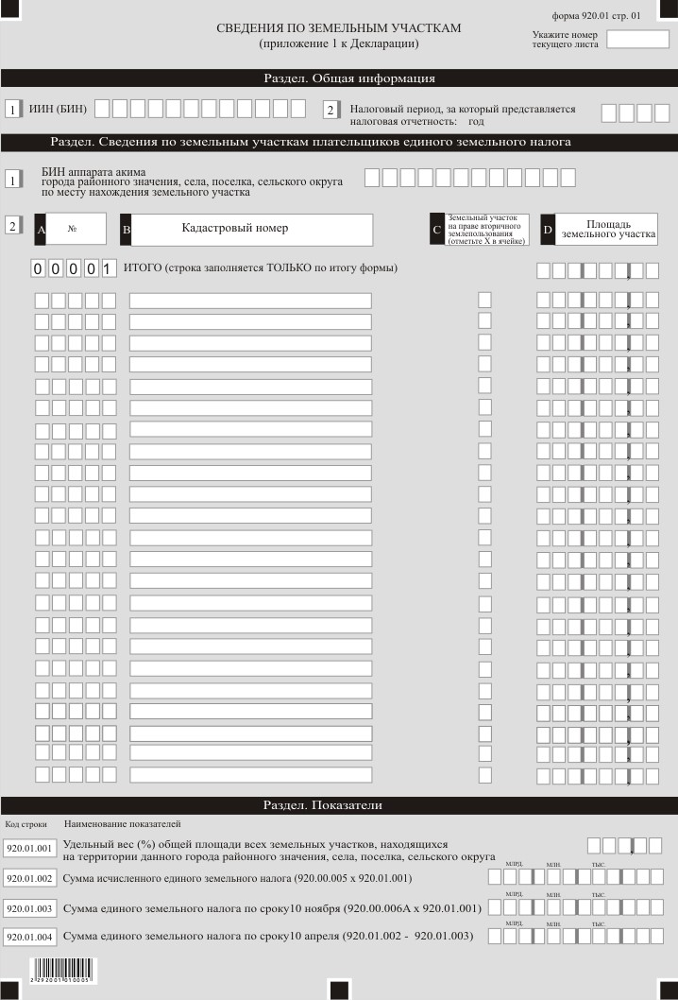 форма 920.01 стр. 01
СВЕДЕНИЯ ПО ЗЕМЕЛЬНЫМ УЧАСТКАМ
(приложение 1 к Декларации)
Укажите номер
текущего листа
Раздел. Общая информация
1 ИИН (БИН)
2 Налоговый период, за который представляется
налоговая отчетность: год
Раздел. Сведения по земельным участкам плательщиков единого земельного налога
1 БИН аппарата акима
города районного значения, села, поселка, сельского округа
по месту нахождения земельного участка
2
A №
B Кадастровый номер
C Земельный участок
на праве вторичного
землепользования
(отметьте X в ячейке)
D Площадь
земельного участка
0 0 0 0 1 ИТОГО (строка заполняется ТОЛЬКО по итогу формы)
Раздел. Показатели
Код строки Наименование показателей
920.01.001 Удельный вес (%) общей площади всех земельных участков, находящихся
на территории данного города районного значения, села, поселка, сельского округа
МЛРД. МЛН. ТЫС.
920.01.002 Сумма исчисленного единого земельного налога (920.00.005 x 920.01.001)
МЛРД. МЛН. ТЫС.
920.01.003 Сумма единого земельного налога по сроку10 ноября (920.00.006A x 920.01.001)
МЛРД. МЛН. ТЫС.
920.01.004 Сумма единого земельного налога по сроку10 апреля (920.01.002 - 920.01.003)
2 292001 010005